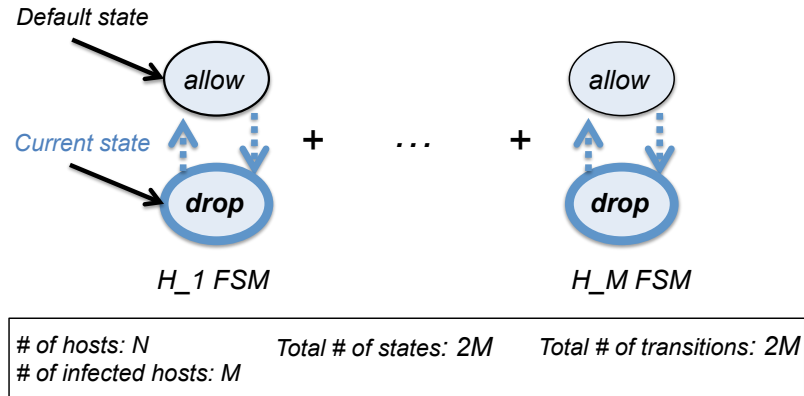 Default state
allow
allow
Current state
+ ... +
drop
drop
H_1 FSM
H_M FSM
# of hosts: N
# of infected hosts: M
Total # of states: 2M
Total # of transitions: 2M